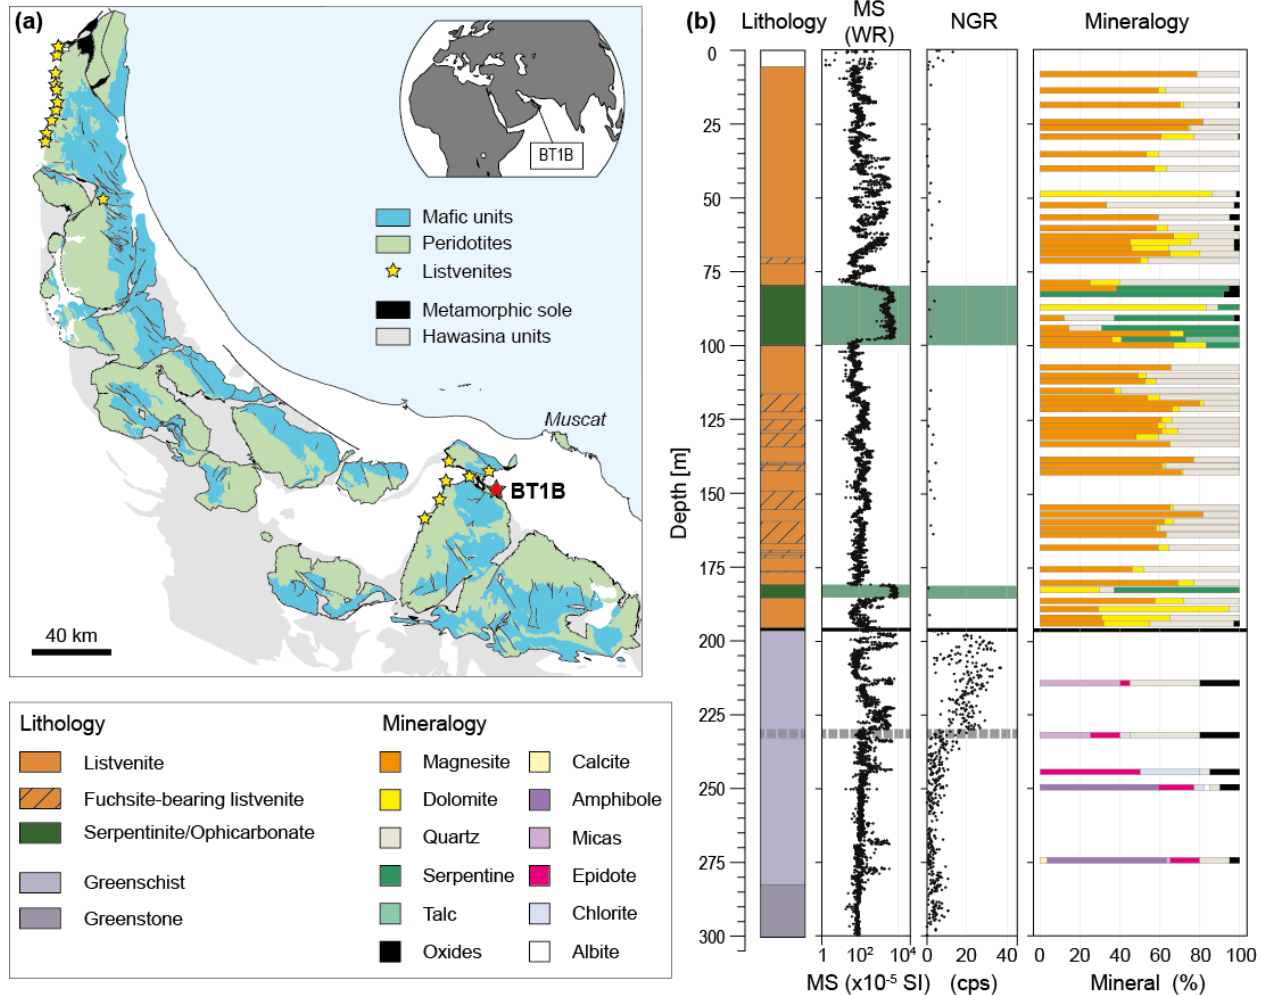 (a)
BT1B
Mafic units
Peridotites
Listvenites
Metamorphic sole
Hawasina units
Muscat
BT1B
40 km
Lithology
Listvenite
Fuchsite-bearing listvenite
Serpentinite/Ophicarbonate
Greenschist
Greenstone
Mineralogy
Magnesite
Dolomite
Quartz
Serpentine
Talc
Oxides
Calcite
Amphibole
Micas
Epidote
Chlorite
Albite
(b)
Lithology
MS
(WR)
NGR
Mineralogy
Depth [m]
0
25
50
75
100
125
150
175
200
225
250
275
300
1
10²
10⁴
0
20
40
0
20
40
60
80
100
MS (x10⁻⁵ SI)
(cps)
Mineral (%)